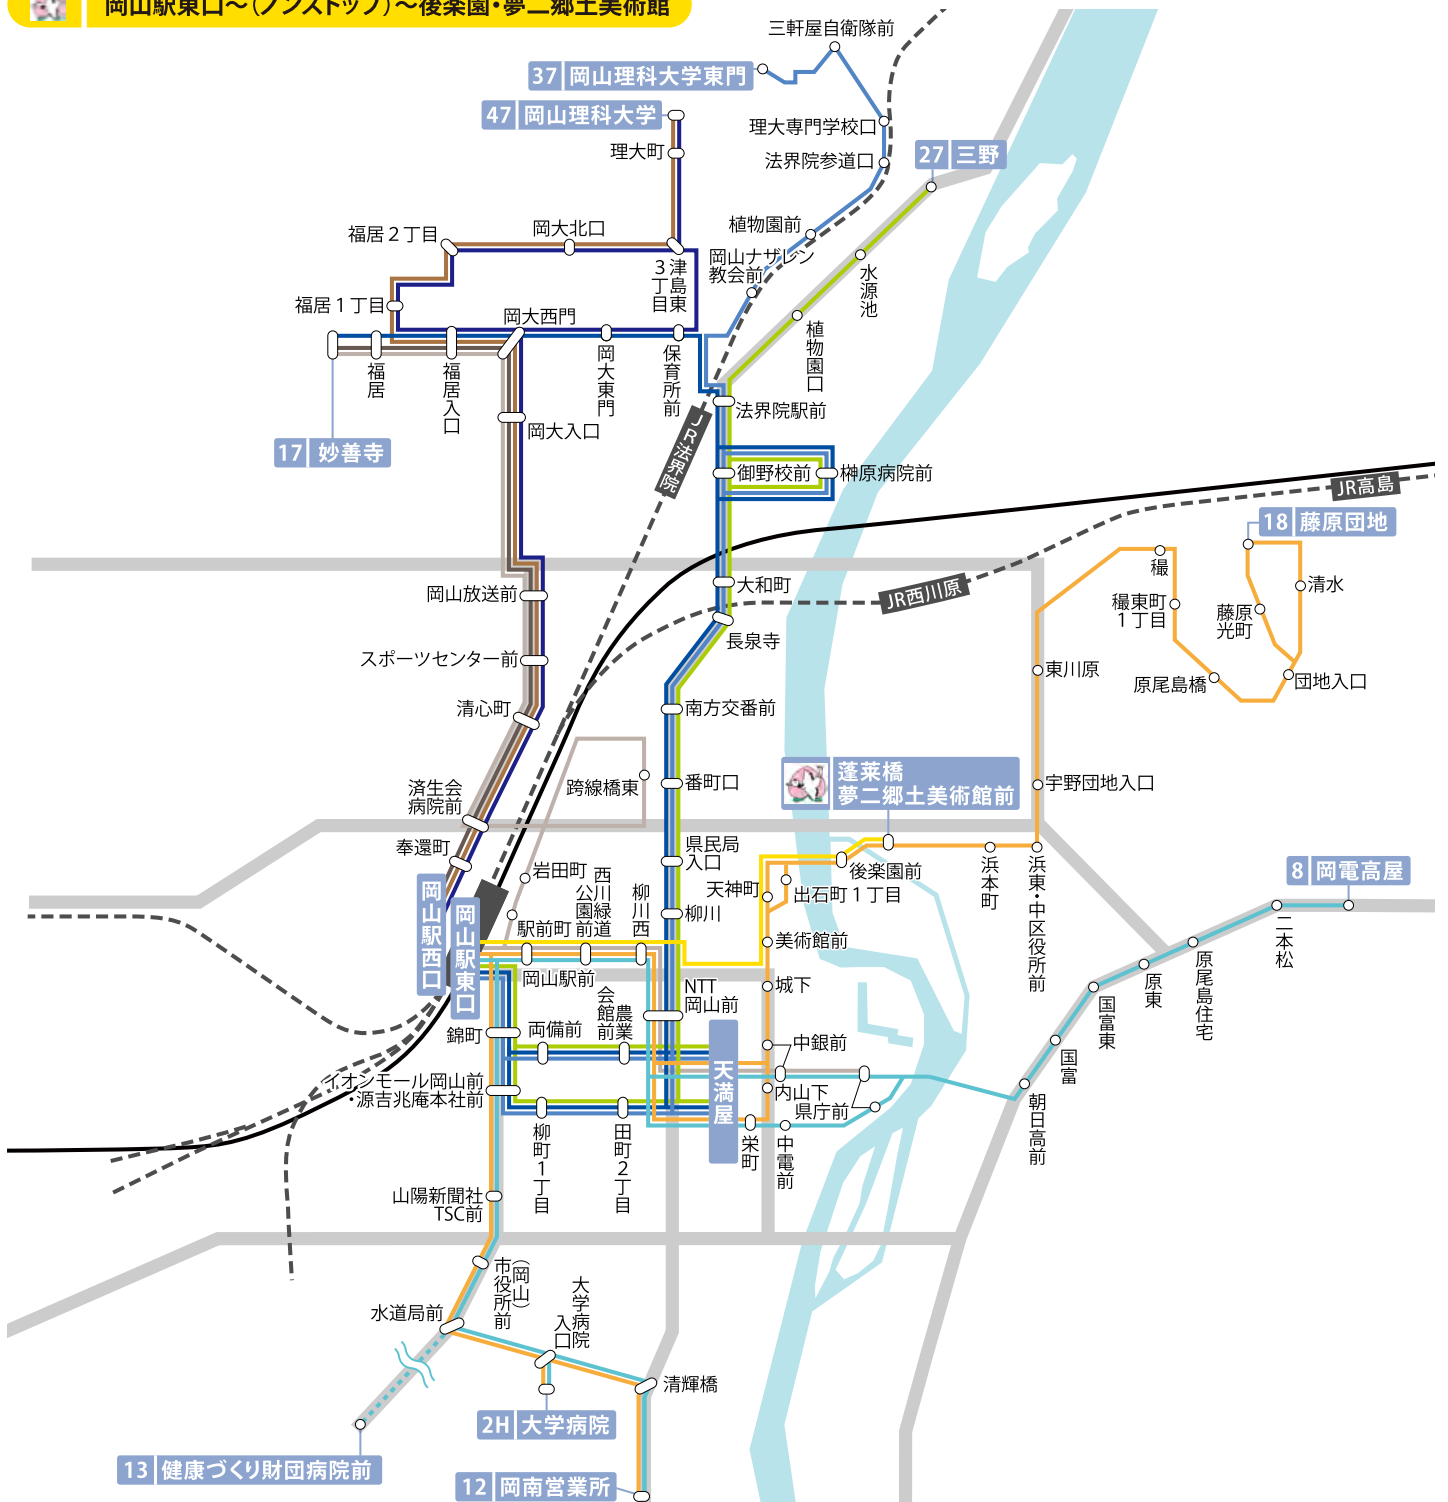 岡山駅東口～(ノンストップ)～後楽園・夢二郷土美術館
三軒屋自衛隊前
37 岡山理科大学東門
47 岡山理科大学
理大町
理大専門学校口
法界院参道口
27 三野
福居２丁目
岡大北口
植物園前
岡山ナザレン
教会前
津島東
３丁目
水源池
福居１丁目
岡大西門
植物園口
福居
福居入口
岡大東門
保育所前
法界院駅前
17 妙善寺
岡大入口
JR法界院
御野校前
榊原病院前
JR高島
18 藤原団地
岡山放送前
大和町
JR西川原
穝
清水
穝東町
１丁目
藤原
光町
長泉寺
スポーツセンター前
東川原
原尾島橋
団地入口
清心町
南方交番前
跨線橋東
番町口
蓬莱橋
夢二郷土美術館前
宇野団地入口
済生会
病院前
奉還町
県民局
入口
岩田町
西川緑道
公園前
柳川西
天神町
後楽園前
出石町１丁目
浜本町
浜東・中区役所前
8 岡電高屋
岡山駅西口
岡山駅東口
柳川
駅前町
美術館前
二本松
岡山駅前
NTT
岡山前
城下
原尾島住宅
原東
国富東
錦町
両備前
農業
会館前
中銀前
国富
イオンモール岡山前
・源吉兆庵本社前
天満屋
内山下
県庁前
朝日高前
柳町１丁目
田町２丁目
栄町
中電前
山陽新聞社
TSC前
(岡山)
市役所前
水道局前
大学病院
入口
清輝橋
2H 大学病院
13 健康づくり財団病院前
12 岡南営業所